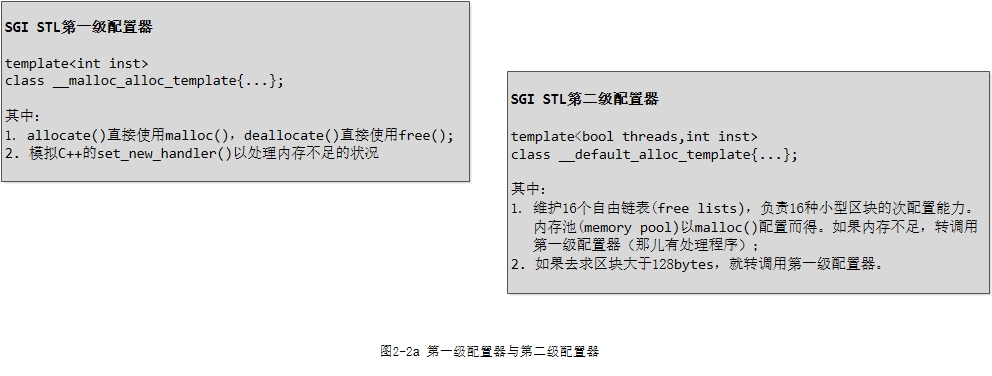 SGI STL第一级配置器
template<int inst>
class __malloc_alloc_template{...};
其中：
1. allocate()直接使用malloc()，deallocate()直接使用free();
2. 模拟C++的set_new_handler()以处理内存不足的状况
SGI STL第二级配置器
template<bool threads,int inst>
class __default_alloc_template{...};
其中：
1. 维护16个自由链表(free lists)，负责16种小型区块的次配置能力。
内存池(memory pool)以malloc()配置而得。如果内存不足，转调用
第一级配置器（那儿有处理程序）;
2. 如果去求区块大于128bytes，就转调用第一级配置器。
图2-2a 第一级配置器与第二级配置器